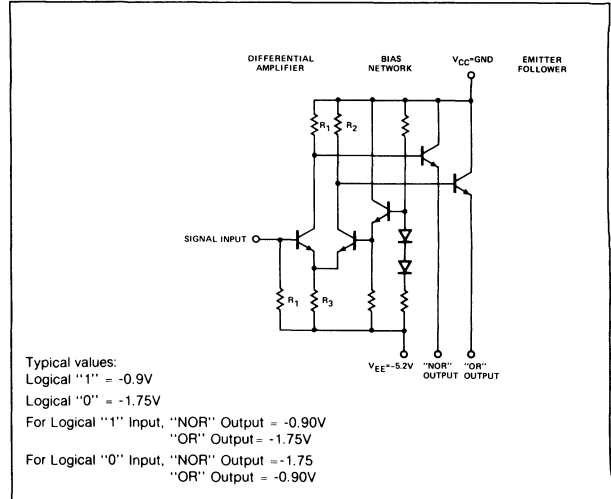 DIFFERENTIAL AMPLIFIER
BIAS NETWORK
VCC=GND
EMITTER FOLLOWER
R1
R2
SIGNAL INPUT
R1
R3
VEE=-5.2V
"NOR" OUTPUT
"OR" OUTPUT
Typical values:
Logical "1" = -0.9V
Logical "0" = -1.75V
For Logical "1" Input, "NOR" Output = -0.90V
"OR" Output = -1.75V
For Logical "0" Input, "NOR" Output = -1.75
"OR" Output = -0.90V